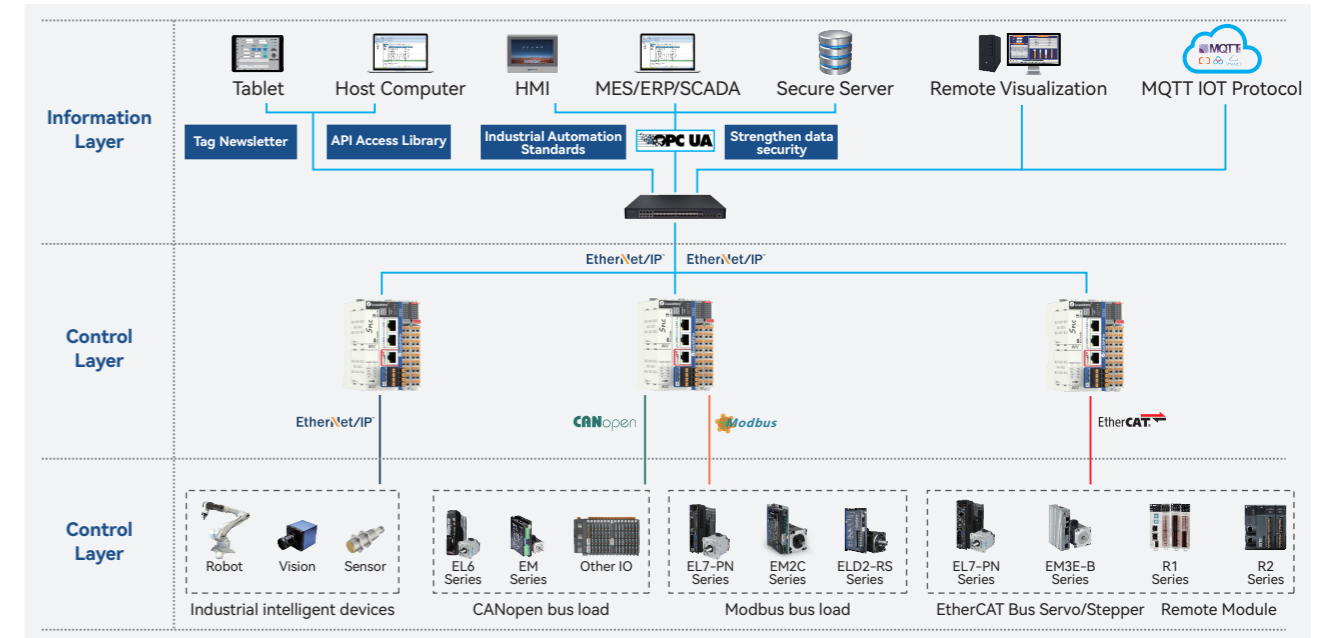 Information
Layer
Tablet
Host Computer
HMI
MES/ERP/SCADA
Secure Server
Remote Visualization
MQTT
MQTT IOT Protocol
Tag Newsletter
API Access Library
Industrial Automation
Standards
OPC UA
Strengthen data
security
EtherNet/IP
EtherNet/IP
Control
Layer
EtherNet/IP
CANopen
Modbus
EtherCAT
Control
Layer
Robot
Vision
Sensor
Industrial intelligent devices
EL6
Series
EM
Series
Other IO
CANopen bus load
EL7-PN
Series
EM2C
Series
ELD2-RS
Series
Modbus bus load
EL7-PN
Series
EM3E-B
Series
R1
Series
R2
Series
EtherCAT Bus Servo/Stepper
Remote Module